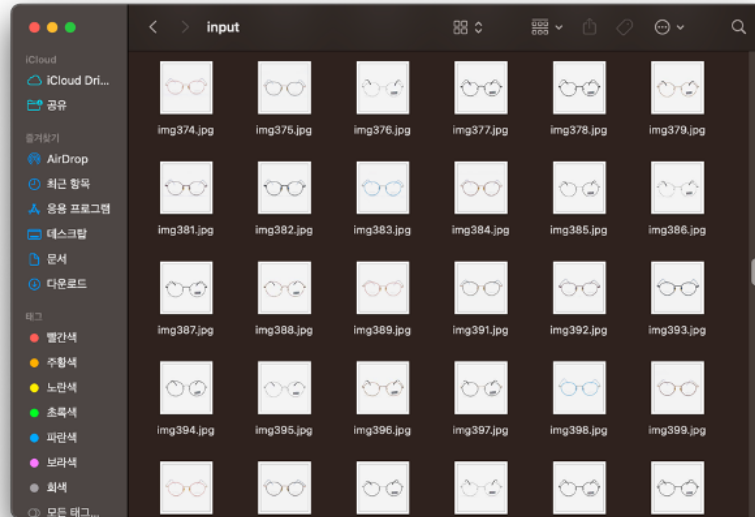 input
iCloud
iCloud Dri...
공유
즐겨찾기
AirDrop
최근 항목
응용 프로그램
데스크탑
문서
다운로드
태그
빨간색
주황색
노란색
초록색
파란색
보라색
회색
모든 태그...
img374.jpg img375.jpg img376.jpg img377.jpg img378.jpg img379.jpg
img381.jpg img382.jpg img383.jpg img384.jpg img385.jpg img386.jpg
img387.jpg img388.jpg img389.jpg img391.jpg img392.jpg img393.jpg
img394.jpg img395.jpg img396.jpg img397.jpg img398.jpg img399.jpg